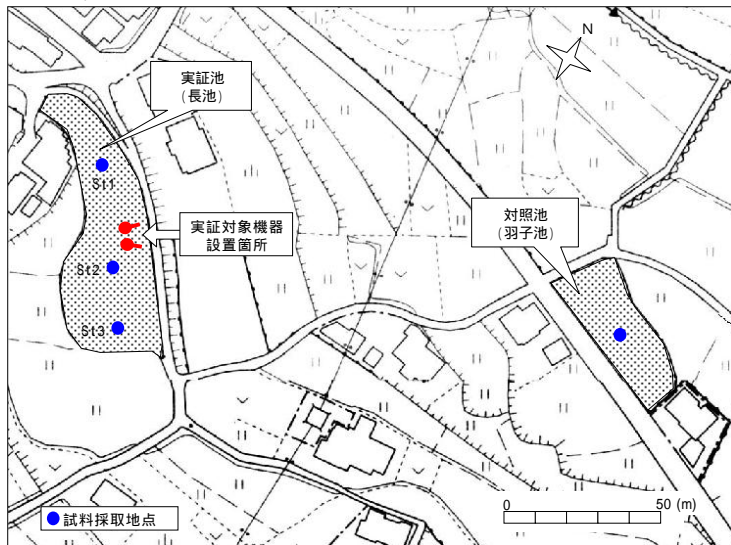 N
実証池
(長池)
St1
実証対象機器
設置箇所
対照池
(羽子池)
St2
St3
0 50 (m)
試料採取地点